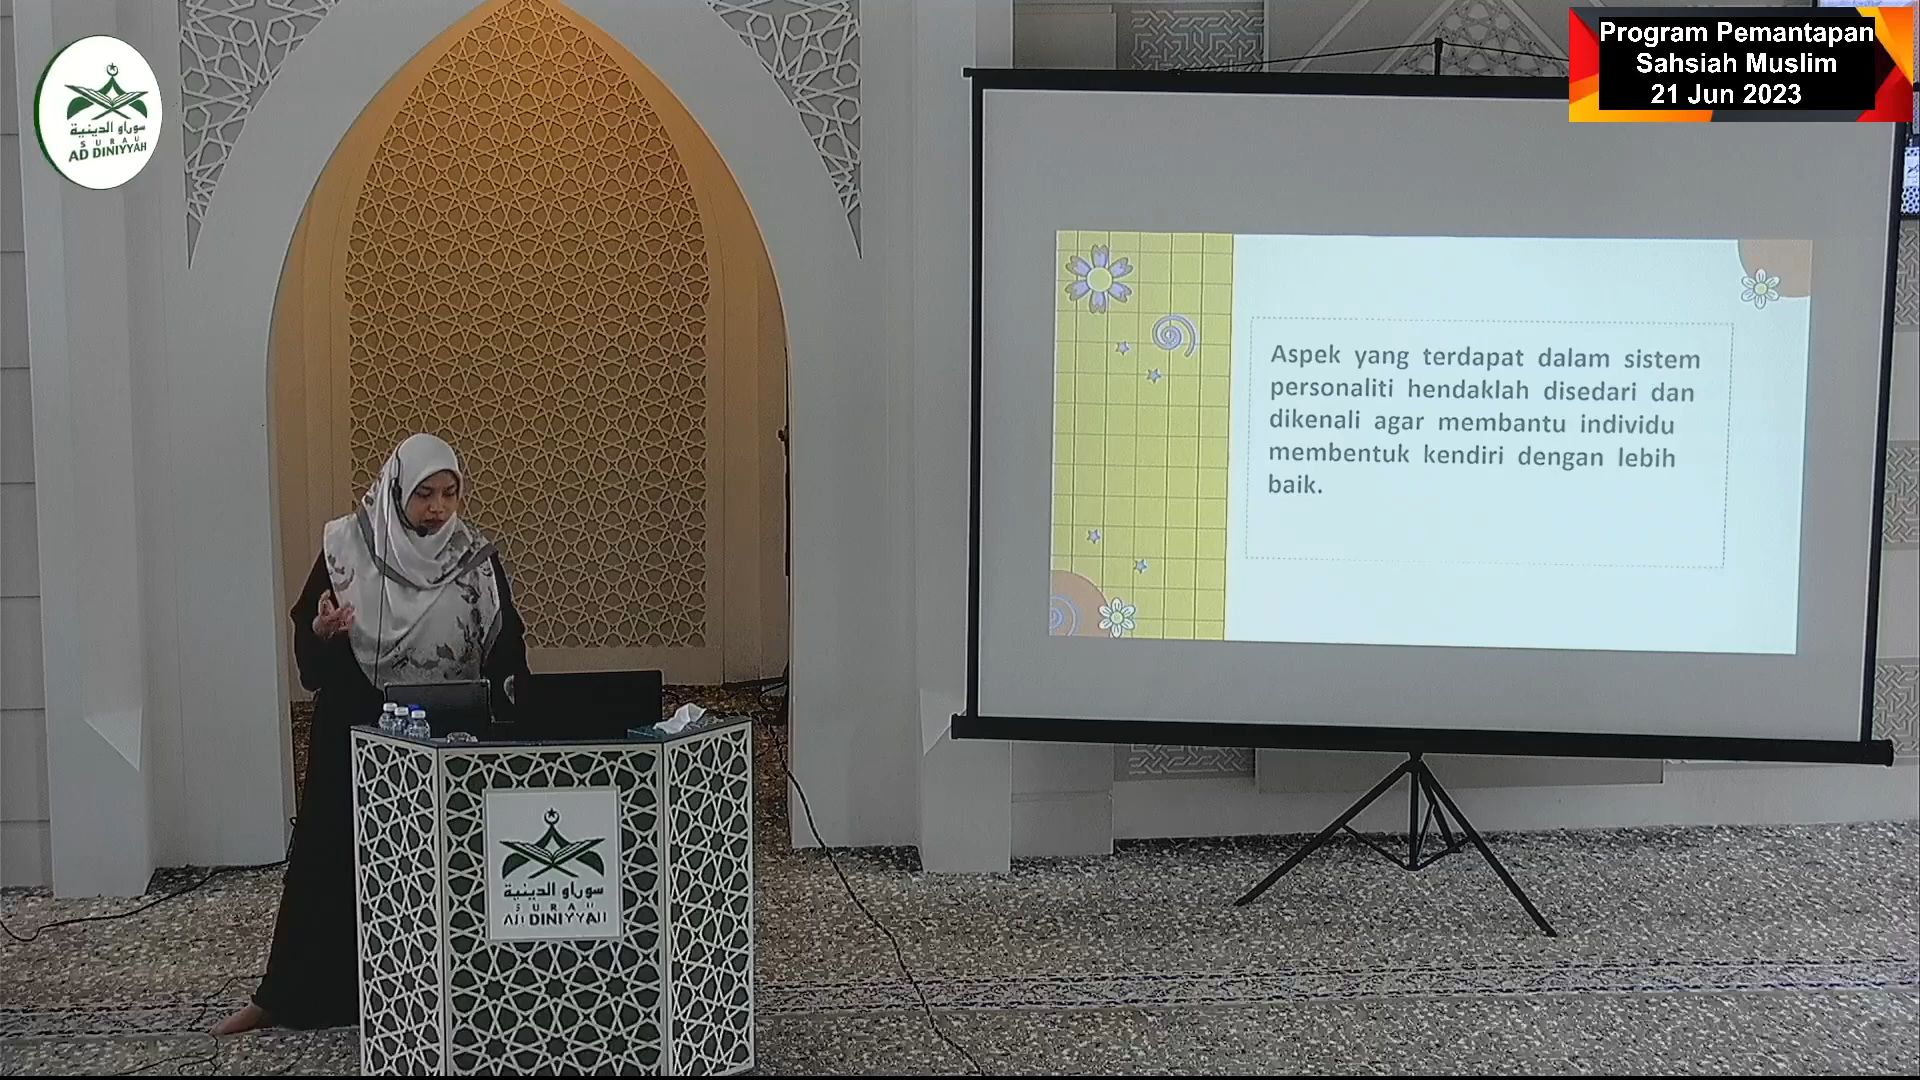 سوراو الدينية
SURAU
AD DINIYYAH
Program Pemantapan
Sahsiah Muslim
21 Jun 2023
Aspek yang terdapat dalam sistem
personaliti hendaklah disedari dan
dikenali agar membantu individu
membentuk kendiri dengan lebih
baik.
سوراو الدينية
SURAU
AD DINIYYAH